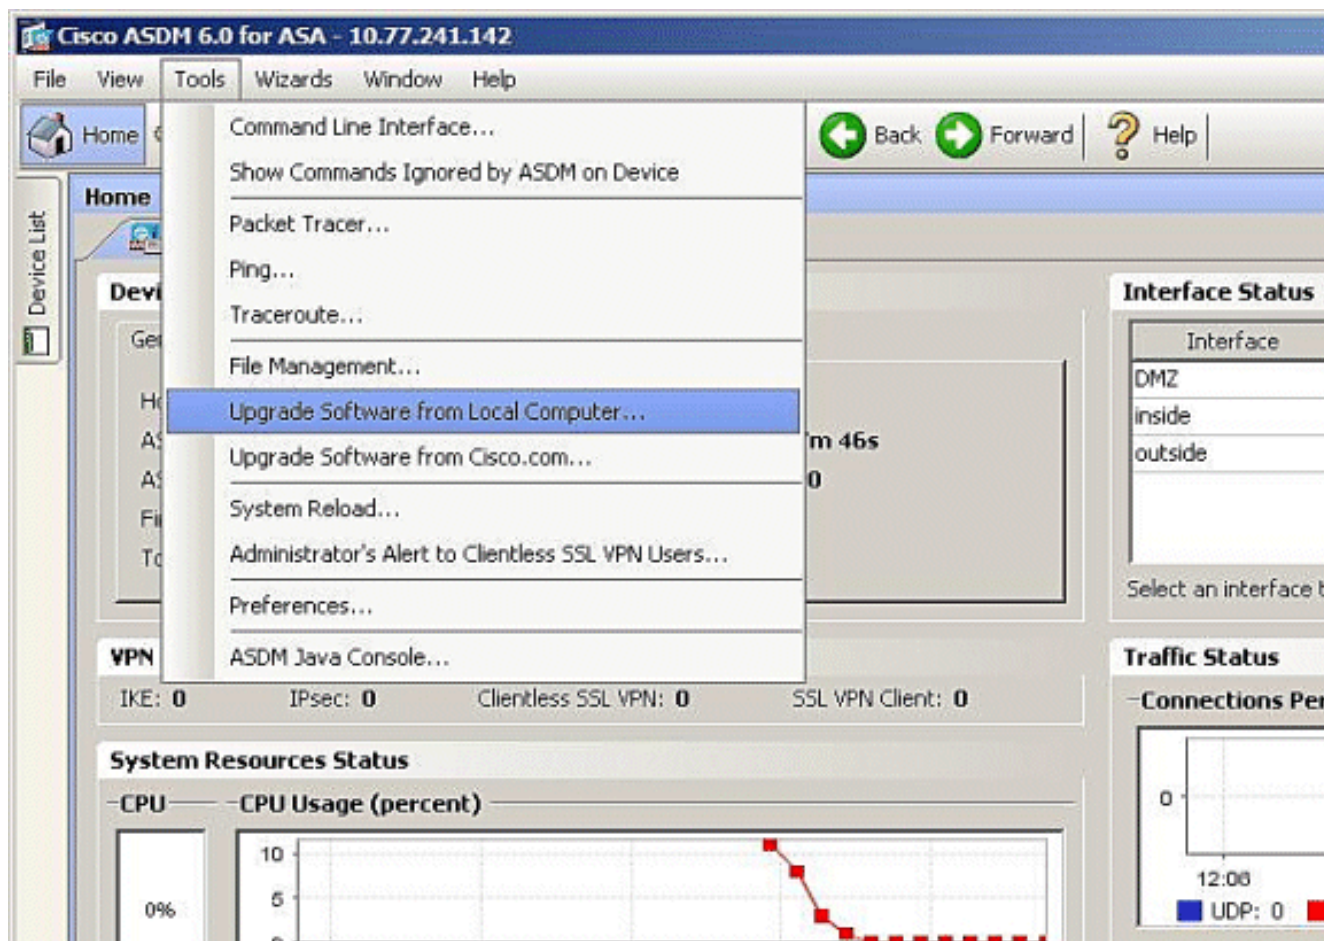 Cisco ASDM 6.0 for ASA - 10.77.241.142
File View Tools Wizards Window Help
Home Back Forward Help
Command Line Interface...
Show Commands Ignored by ASDM on Device
Packet Tracer...
Ping...
Traceroute...
File Management...
Upgrade Software from Local Computer...
Upgrade Software from Cisco.com...
System Reload...
Administrator's Alert to Clientless SSL VPN Users...
Preferences...
ASDM Java Console...
Device List
Home
46s
0
Interface Status
Interface
DMZ
inside
outside
Select an interface
VPN
IKE: 0 IPsec: 0 Clientless SSL VPN: 0 SSL VPN Client: 0
Traffic Status
Connections Per
0
12:06
UDP: 0
System Resources Status
CPU
0%
CPU Usage (percent)
10
5